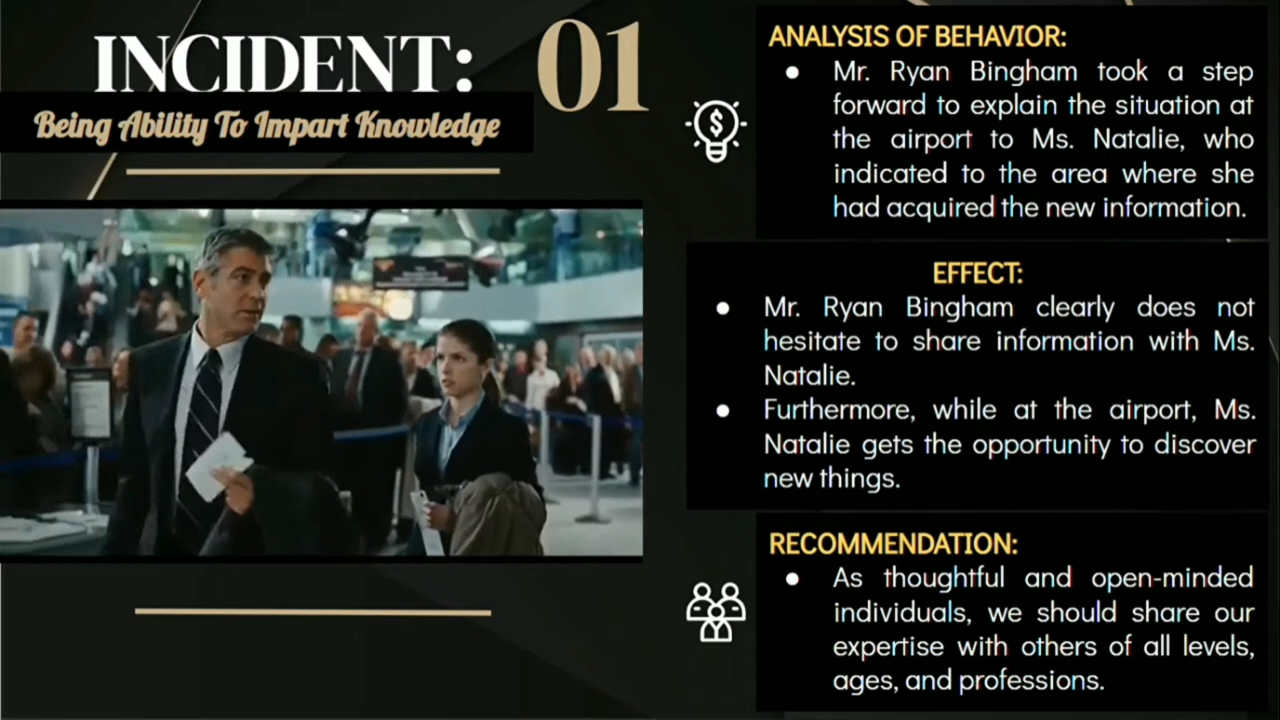 INCIDENT: 01
Being Ability To Impart Knowledge
ANALYSIS OF BEHAVIOR:
● Mr. Ryan Bingham took a step
forward to explain the situation at
the airport to Ms. Natalie, who
indicated to the area where she
had acquired the new information.
EFFECT:
● Mr. Ryan Bingham clearly does not
hesitate to share information with Ms.
Natalie.
● Furthermore, while at the airport, Ms.
Natalie gets the opportunity to discover
new things.
RECOMMENDATION:
● As thoughtful and open-minded
individuals, we should share our
expertise with others of all levels,
ages, and professions.